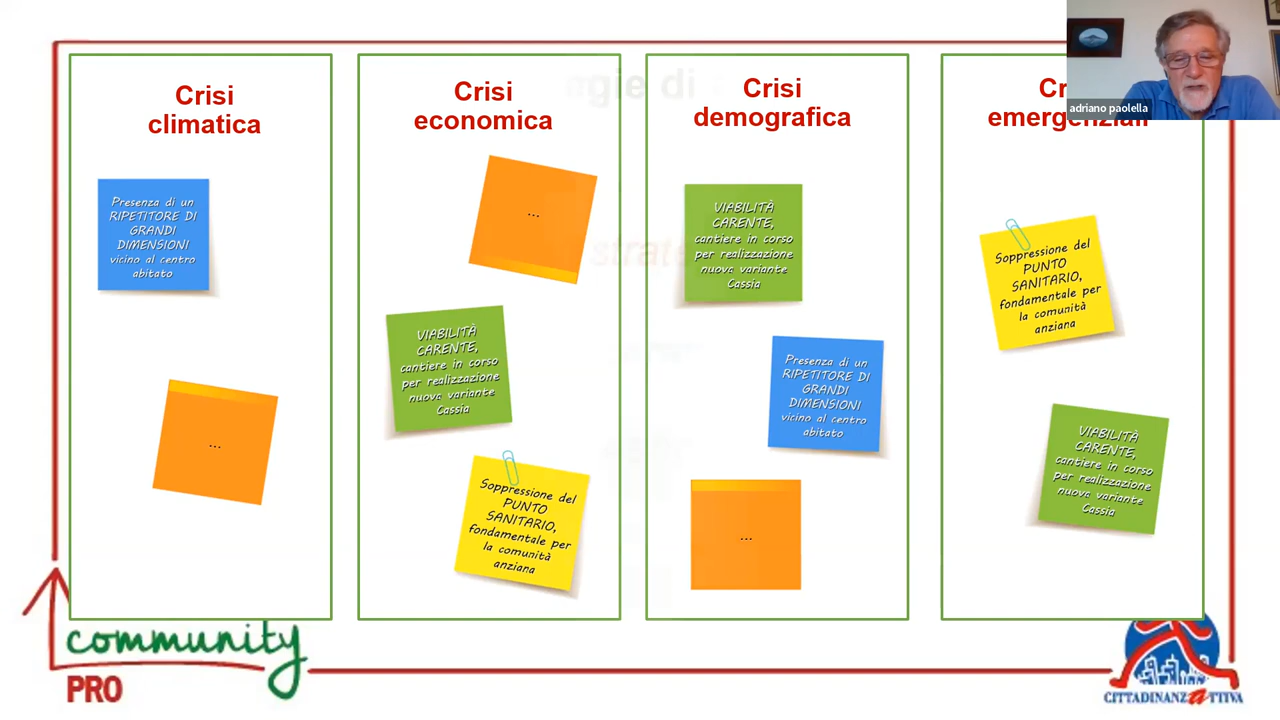 Crisi
climatica
Presenza di un
RIPETITORE DI
GRANDI
DIMENSIONI
vicino al centro
abitato
...
Crisi
economica
...
VIABILITÀ
CARENTE,
cantiere in corso
per realizzazione
nuova variante
Cassia
Soppressione del
PUNTO
SANITARIO,
fondamentale per
la comunità
anziana
Crisi
demografica
VIABILITÀ
CARENTE,
cantiere in corso
per realizzazione
nuova variante
Cassia
Presenza di un
RIPETITORE DI
GRANDI
DIMENSIONI
vicino al centro
abitato
...
emergenziali
Soppressione del
PUNTO
SANITARIO,
fondamentale per
la comunità
anziana
VIABILITÀ
CARENTE,
cantiere in corso
per realizzazione
nuova variante
Cassia
adriano paolella
community
PRO
CITTADINANZATTIVA